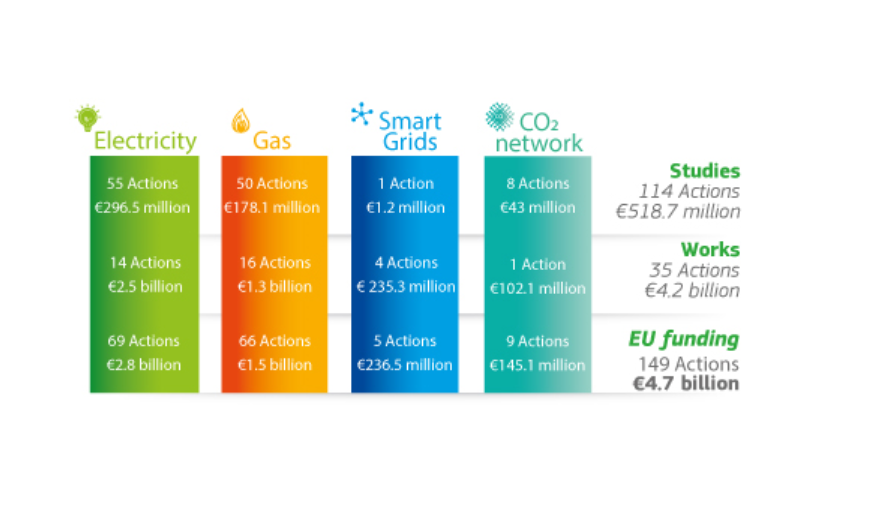 Electricity
Gas
Smart
Grids
CO₂
network
55 Actions
€296.5 million
50 Actions
€178.1 million
1 Action
€1.2 million
8 Actions
€43 million
Studies
114 Actions
€518.7 million
14 Actions
€2.5 billion
16 Actions
€1.3 billion
4 Actions
€ 235.3 million
1 Action
€102.1 million
Works
35 Actions
€4.2 billion
69 Actions
€2.8 billion
66 Actions
€1.5 billion
5 Actions
€236.5 million
9 Actions
€145.1 million
EU funding
149 Actions
€4.7 billion